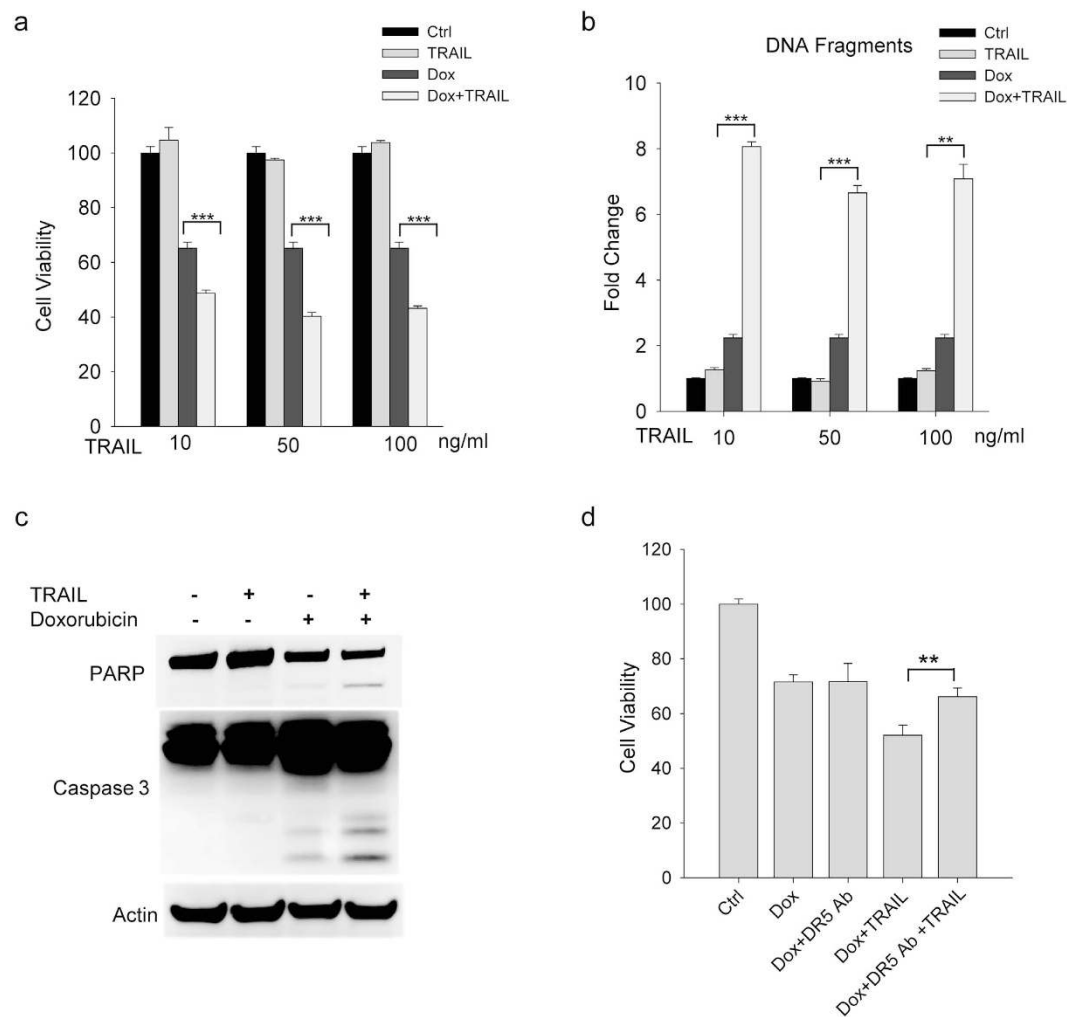 a
Ctrl
TRAIL
Dox
Dox+TRAIL
120
100
80
60
40
20
0
Cell Viability
*** *** ***
TRAIL 10 50 100 ng/ml
b
DNA Fragments
Ctrl
TRAIL
Dox
Dox+TRAIL
10
8
6
4
2
0
Fold Change
*** *** **
TRAIL 10 50 100 ng/ml
c
TRAIL - + - +
Doxorubicin - - + +
PARP
Caspase 3
Actin
d
120
100
80
60
40
20
0
Cell Viability
**
Ctrl
Dox
Dox+DR5 Ab
Dox+TRAIL
Dox+DR5 Ab +TRAIL